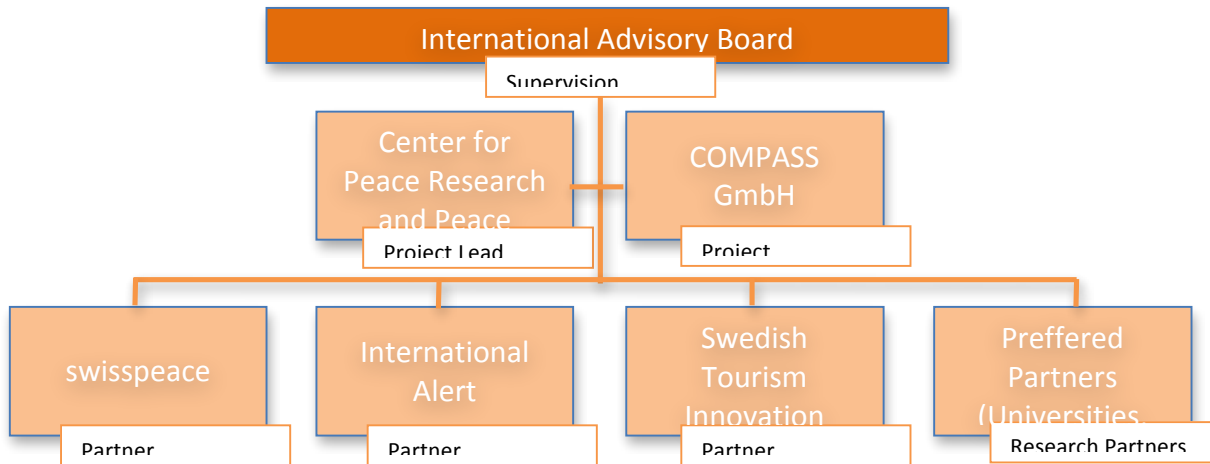 International Advisory Board
Supervision
Center for
Peace Research
and Peace
Project Lead
COMPASS
GmbH
Project
swisspeace
Partner
International
Alert
Partner
Swedish
Tourism
Innovation
Partner
Preffered
Partners
(Universities,
Research Partners